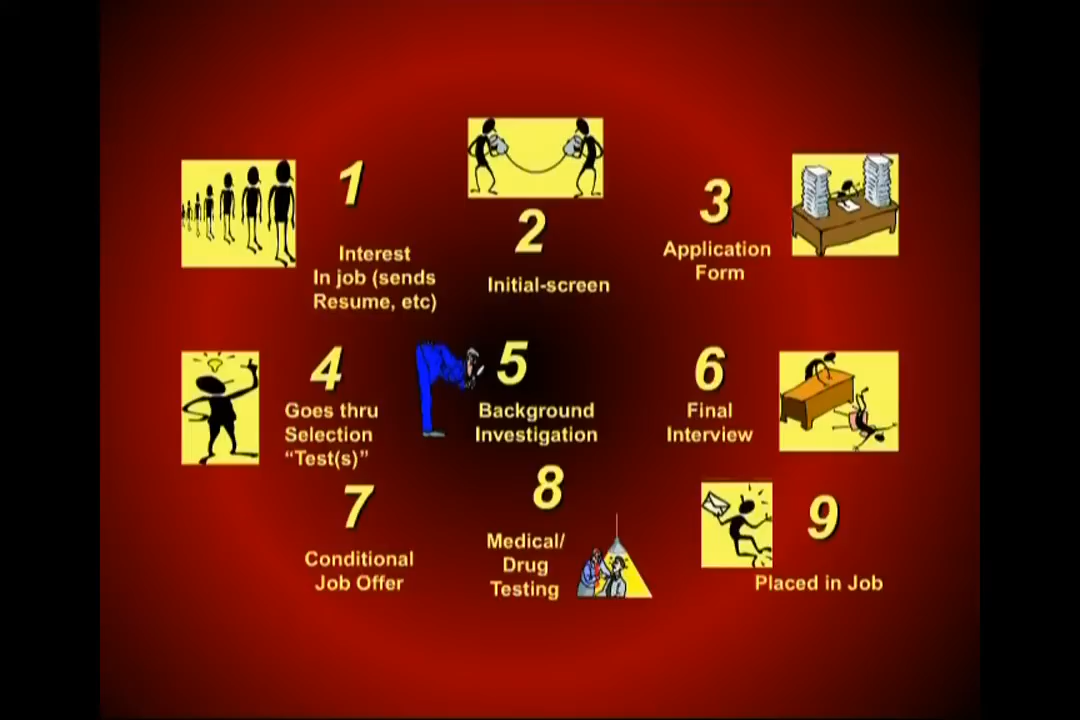 1
Interest
In job (sends
Resume, etc)
2
Initial-screen
3
Application
Form
4
Goes thru
Selection
“Test(s)”
5
Background
Investigation
6
Final
Interview
7
Conditional
Job Offer
8
Medical/
Drug
Testing
9
Placed in Job